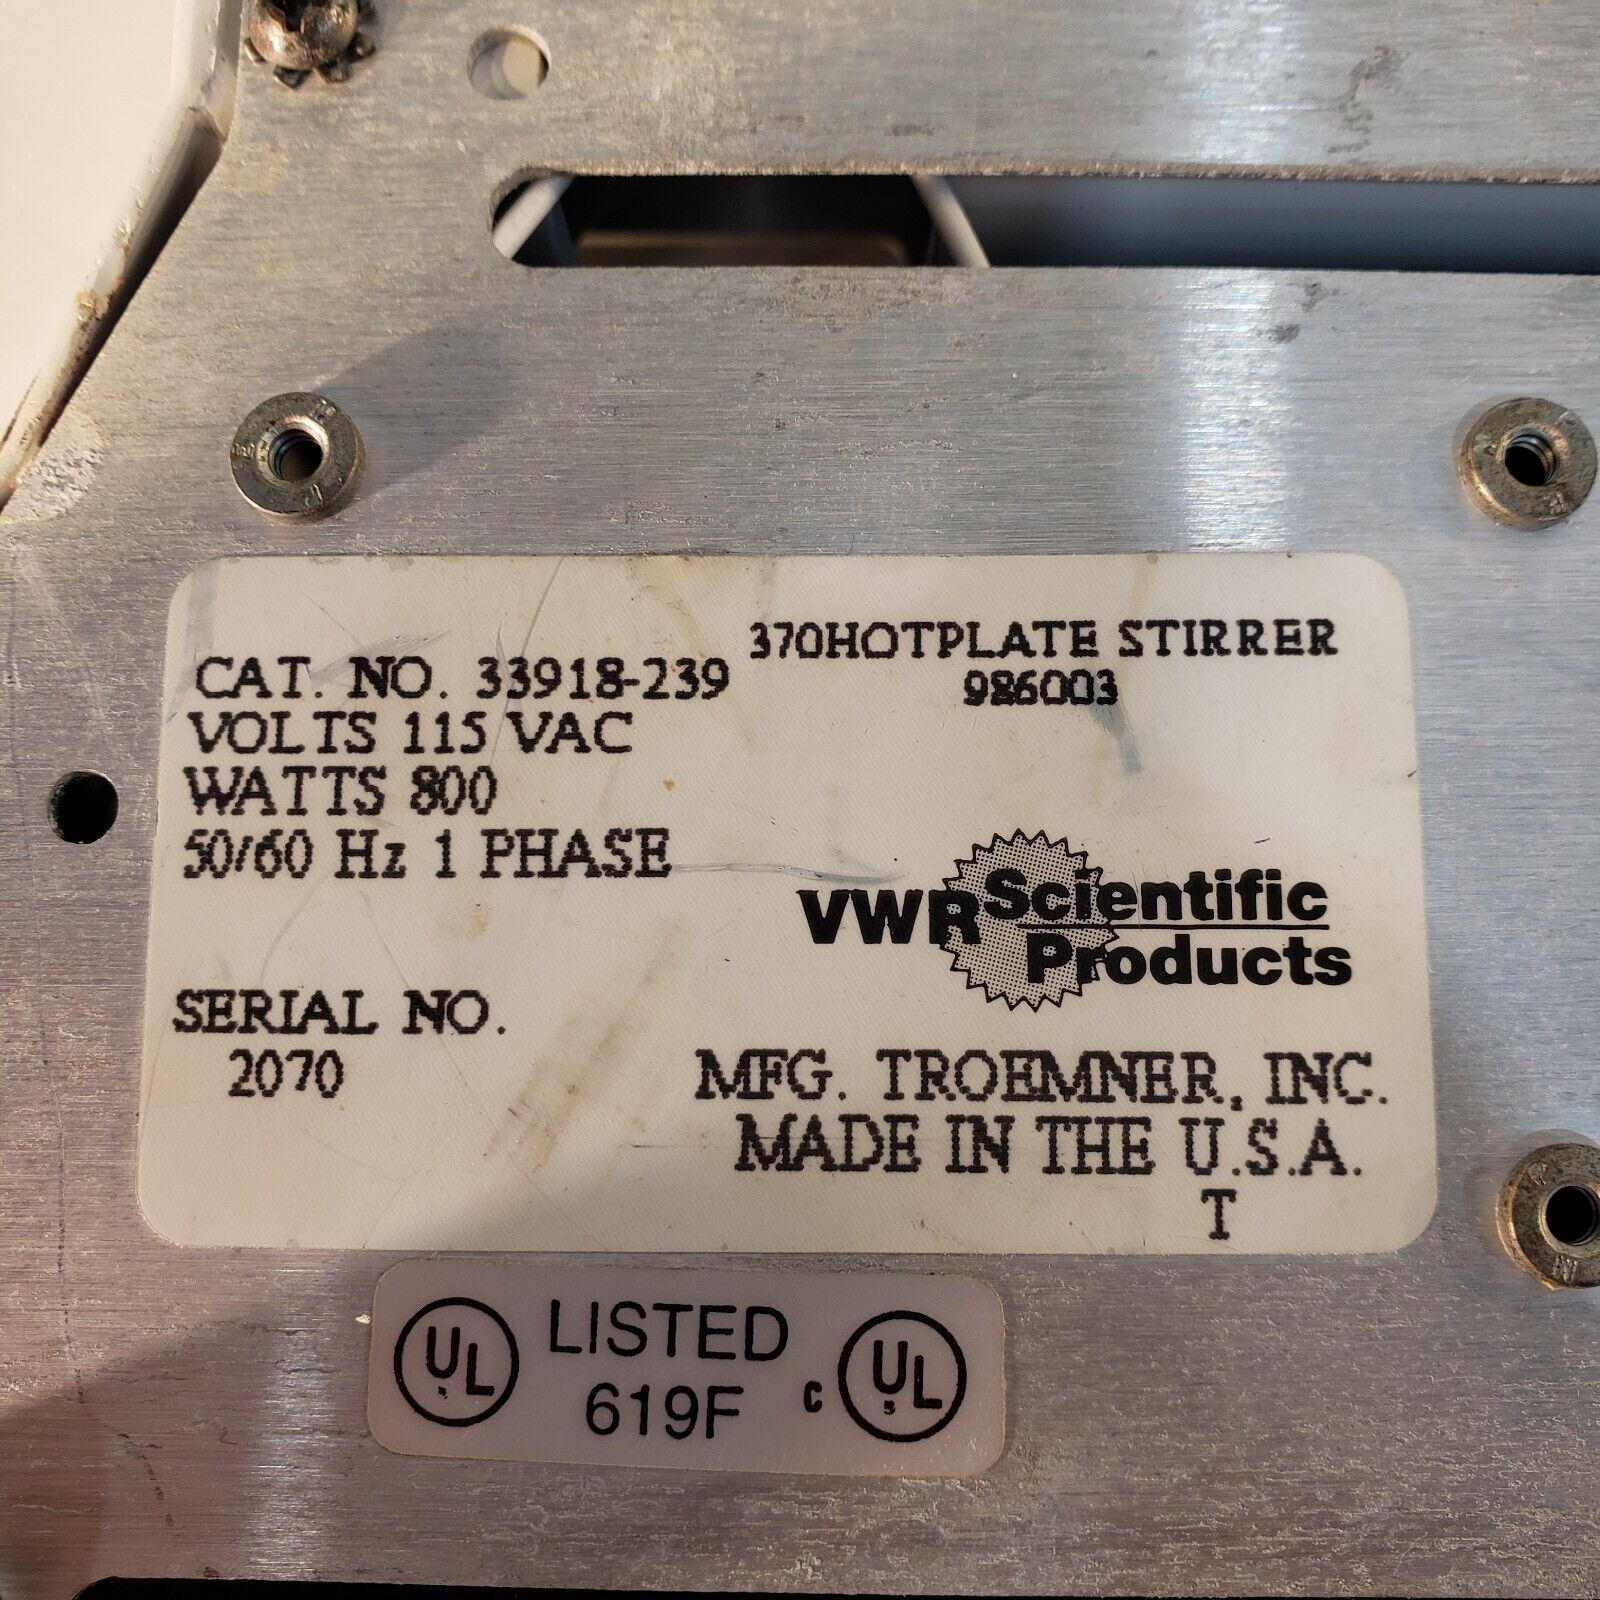 370HOTPLATE STIRRER
986003
CAT. NO. 33918-239
VOLTS 115 VAC
WATTS 800
50/60 Hz 1 PHASE
VWR Scientific
Products
SERIAL NO.
2070
MFG. TROEMNER, INC.
MADE IN THE U.S.A.
T
UL LISTED C UL
619F